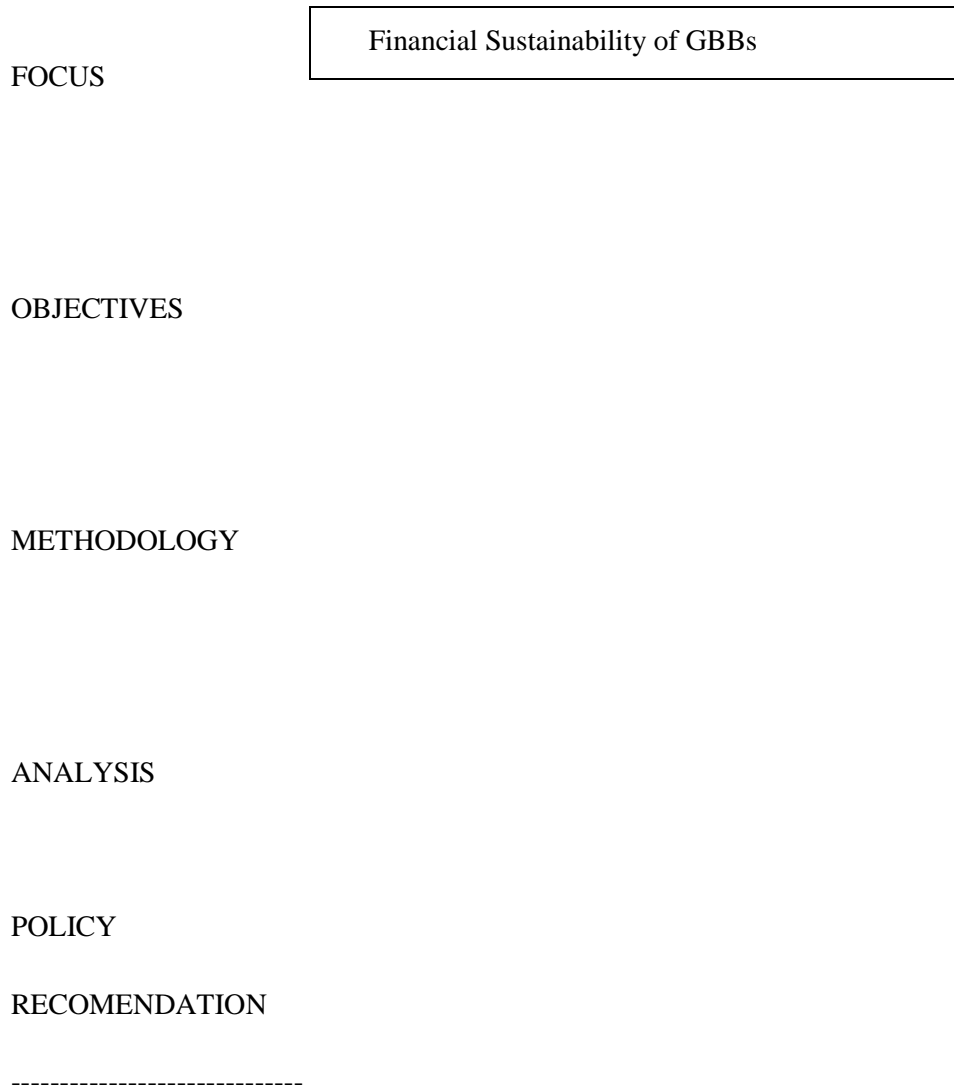 Financial Sustainability of GBBs
FOCUS
OBJECTIVES
METHODOLOGY
ANALYSIS
POLICY
RECOMENDATION
------------------------------